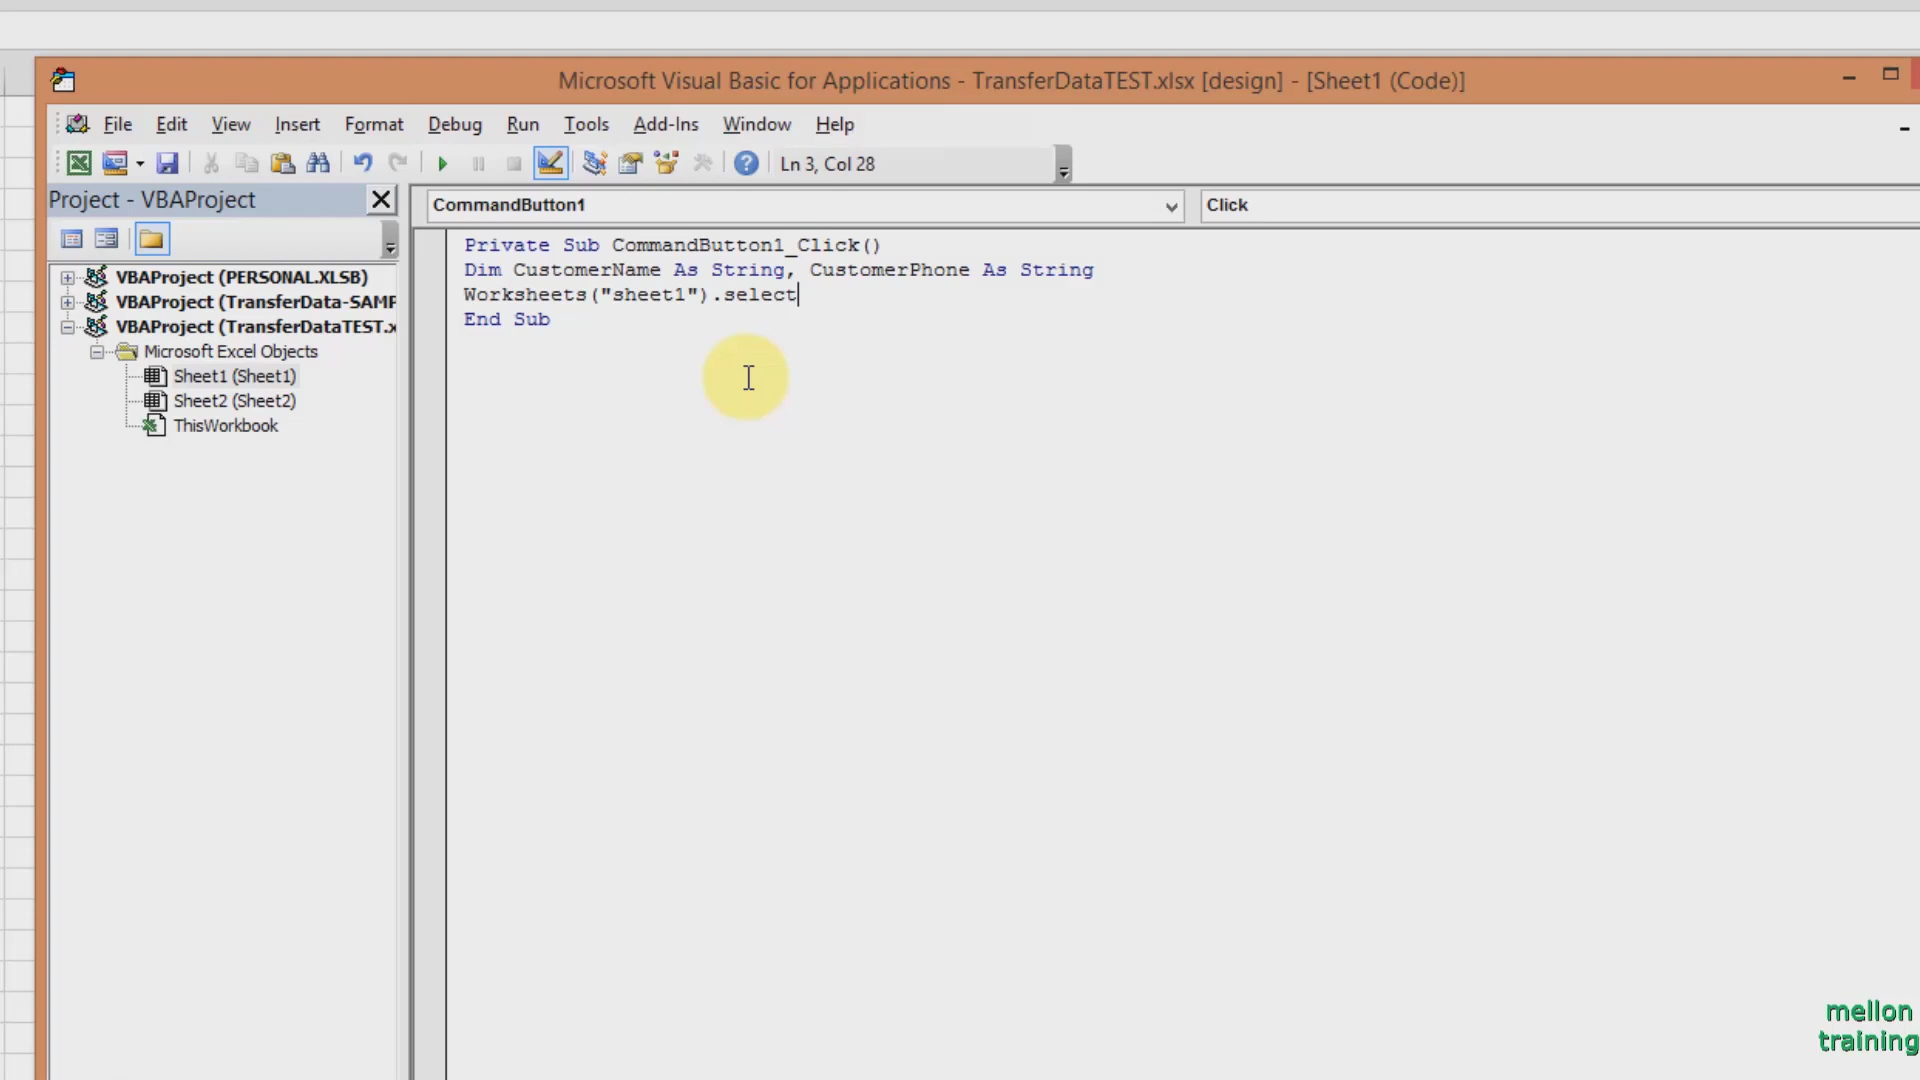 Microsoft Visual Basic for Applications - TransferDataTEST.xlsx [design] - [Sheet1 (Code)]
File Edit View Insert Format Debug Run Tools Add-Ins Window Help
Ln 3, Col 28
Project - VBAProject
CommandButton1
Click
VBAProject (PERSONAL.XLSB)
VBAProject (TransferData-SAMP
VBAProject (TransferDataTEST.x
Microsoft Excel Objects
Sheet1 (Sheet1)
Sheet2 (Sheet2)
ThisWorkbook
Private Sub CommandButton1_Click()
Dim CustomerName As String, CustomerPhone As String
Worksheets("sheet1").select
End Sub
mellon
training